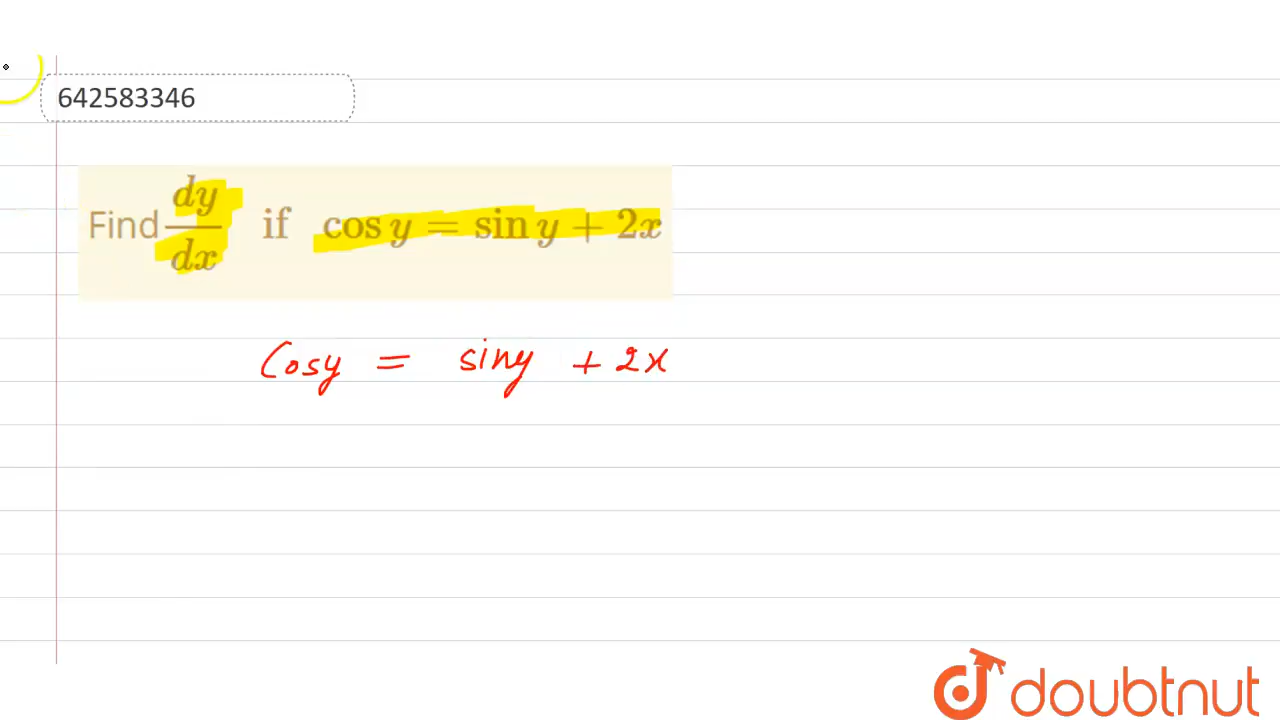 642583346
Find dy/dx if cos y = sin y + 2x
Cosy = siny + 2x
doubtnut